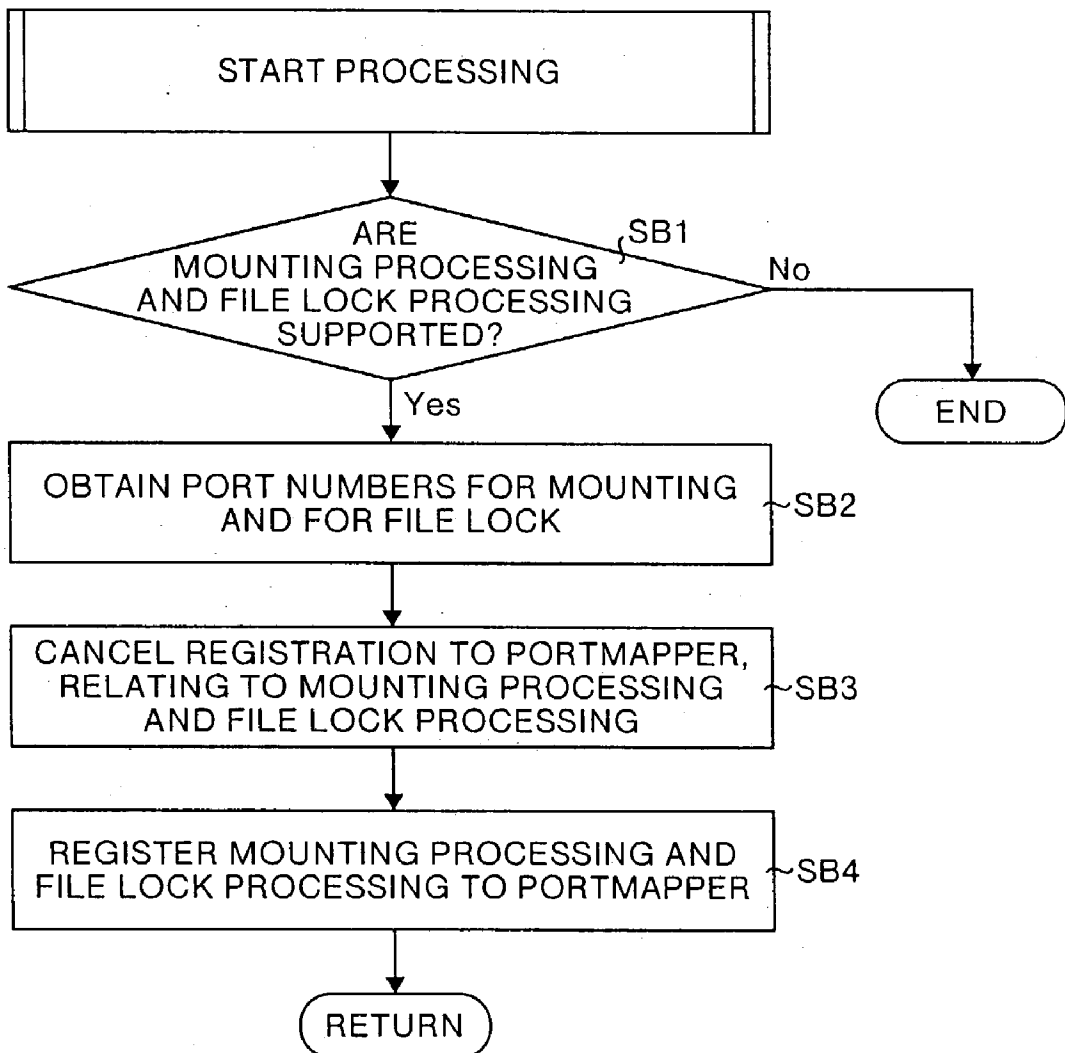 START PROCESSING
ARE
MOUNTING PROCESSING
AND FILE LOCK PROCESSING
SUPPORTED?
SB1
No
END
Yes
OBTAIN PORT NUMBERS FOR MOUNTING
AND FOR FILE LOCK
SB2
CANCEL REGISTRATION TO PORTMAPPER,
RELATING TO MOUNTING PROCESSING
AND FILE LOCK PROCESSING
SB3
REGISTER MOUNTING PROCESSING AND
FILE LOCK PROCESSING TO PORTMAPPER
SB4
RETURN